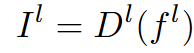 I^l = D^l(f^l)